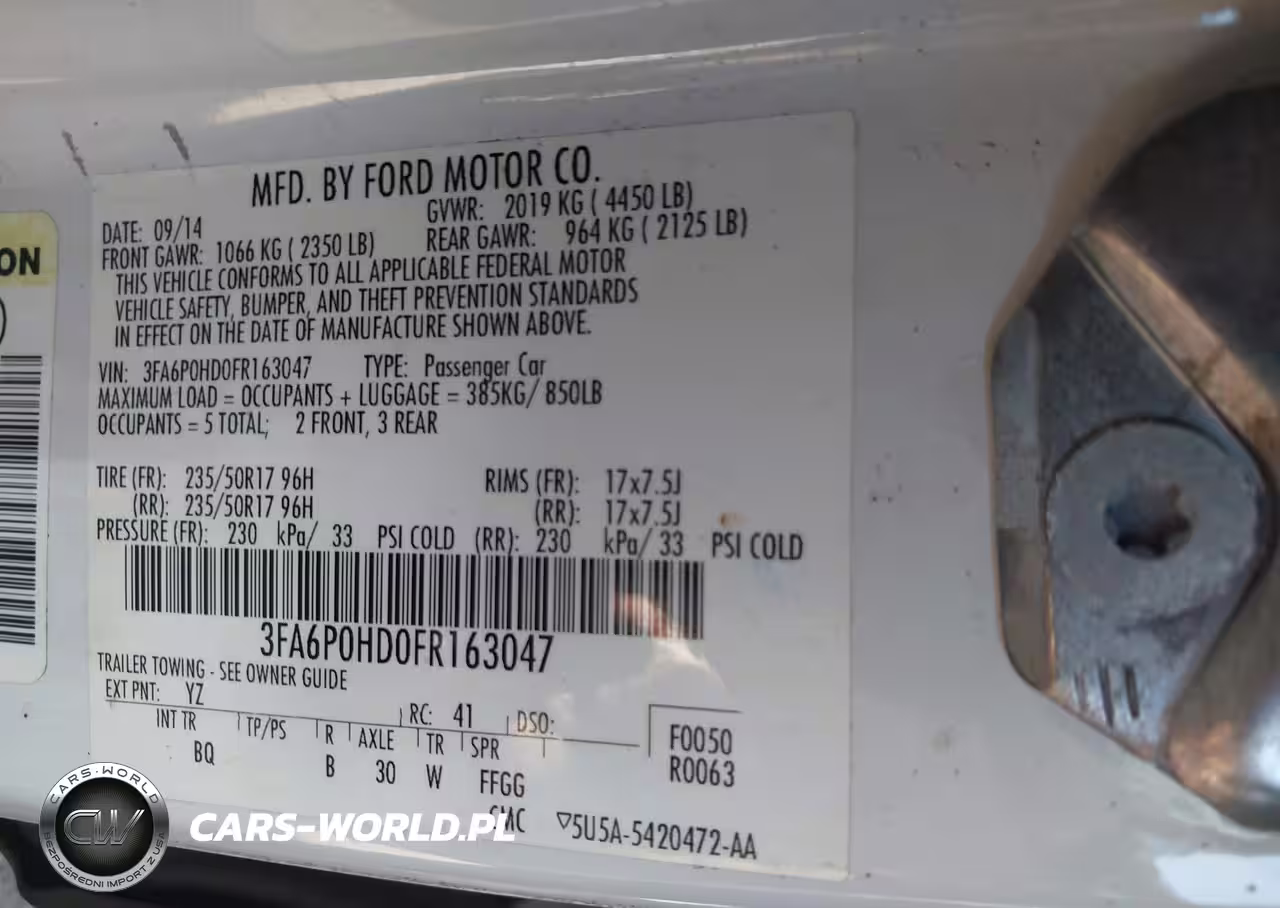 MFD. BY FORD MOTOR CO.
DATE: 09/14 GVWR: 2019 KG ( 4450 LB)
FRONT GAWR: 1066 KG ( 2350 LB) REAR GAWR: 964 KG ( 2125 LB)
THIS VEHICLE CONFORMS TO ALL APPLICABLE FEDERAL MOTOR
VEHICLE SAFETY, BUMPER, AND THEFT PREVENTION STANDARDS
IN EFFECT ON THE DATE OF MANUFACTURE SHOWN ABOVE.
VIN: 3FA6P0HD0FR163047 TYPE: Passenger Car
MAXIMUM LOAD = OCCUPANTS + LUGGAGE = 385KG/ 850LB
OCCUPANTS = 5 TOTAL; 2 FRONT, 3 REAR
TIRE (FR): 235/50R17 96H RIMS (FR): 17x7.5J
(RR): 235/50R17 96H (RR): 17x7.5J
PRESSURE (FR): 230 kPa/ 33 PSI COLD (RR): 230 kPa/ 33 PSI COLD
3FA6P0HD0FR163047
TRAILER TOWING - SEE OWNER GUIDE
EXT PNT: YZ RC: 41 DSO:
INT TR TP/PS R AXLE TR SPR F0050
BQ B 30 W FFGG R0063
▽5U5A-5420472-AA
ON
CARS-WORLD
CW
BEZPOŚREDNI IMPORT Z USA
CARS-WORLD.PL